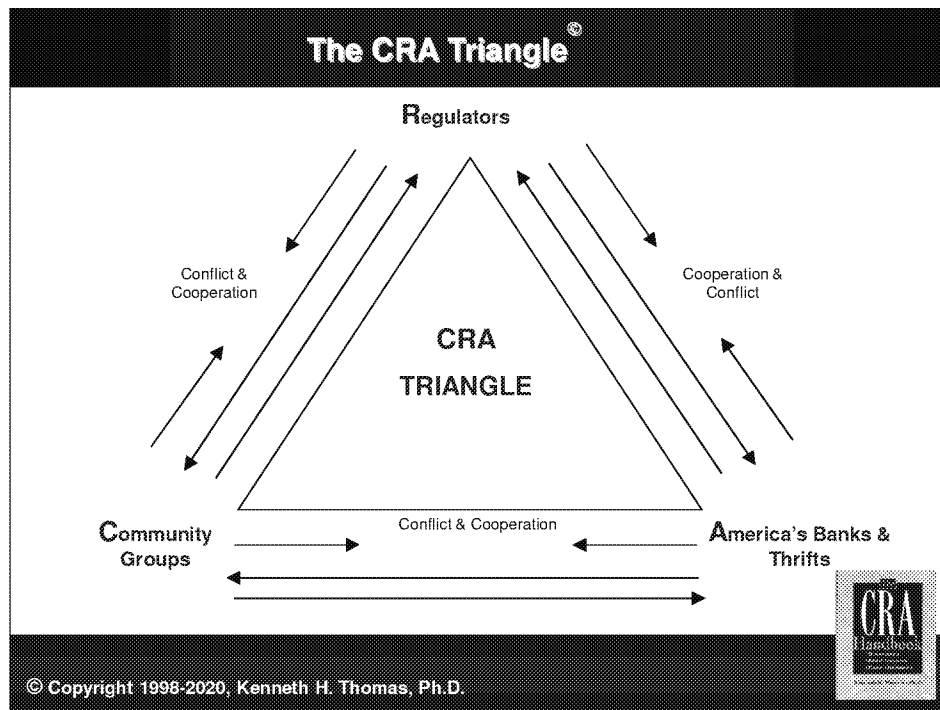 The CRA Triangle©
Regulators
Conflict &
Cooperation
Cooperation &
Conflict
CRA
TRIANGLE
Conflict & Cooperation
Community
Groups
America's Banks &
Thrifts
CRA
Handbook
© Copyright 1998-2020, Kenneth H. Thomas, Ph.D.